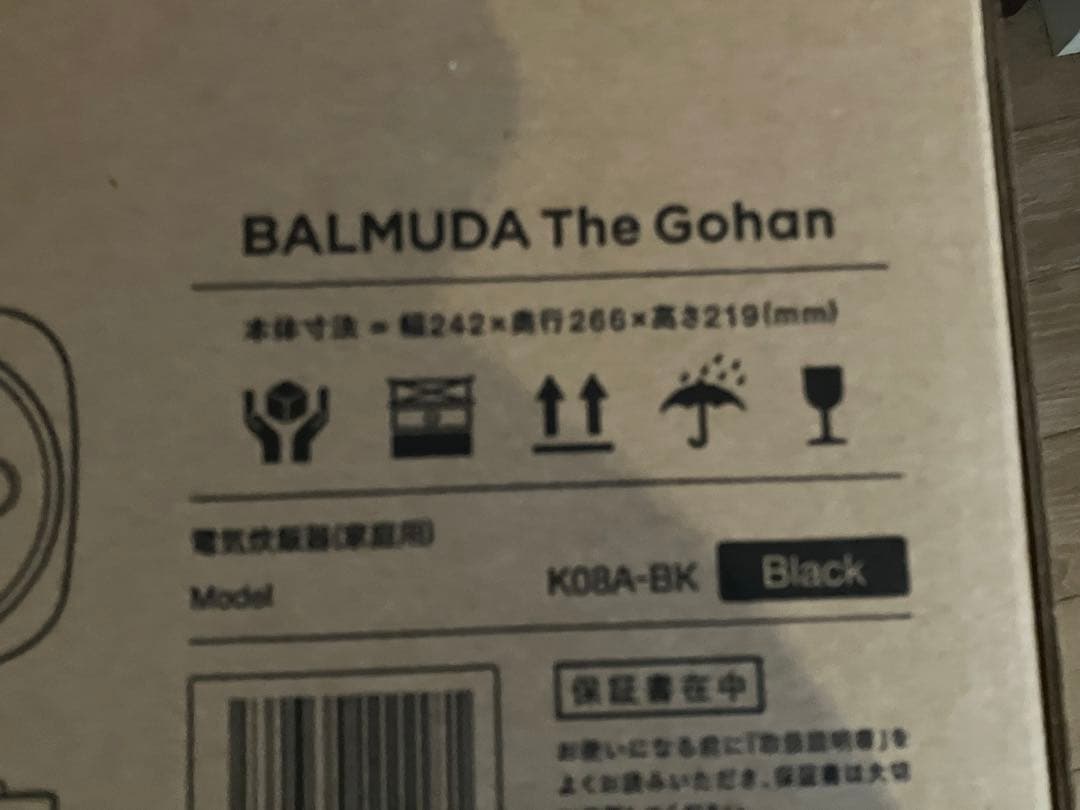 BALMUDA The Gohan
本体寸法 = 幅242×奥行266×高さ219(mm)
電気炊飯器(家庭用)
Model K08A-BK Black
保証書在中
お使いになる前に「取扱説明書」を
よくお読みいただき、保証書は大切